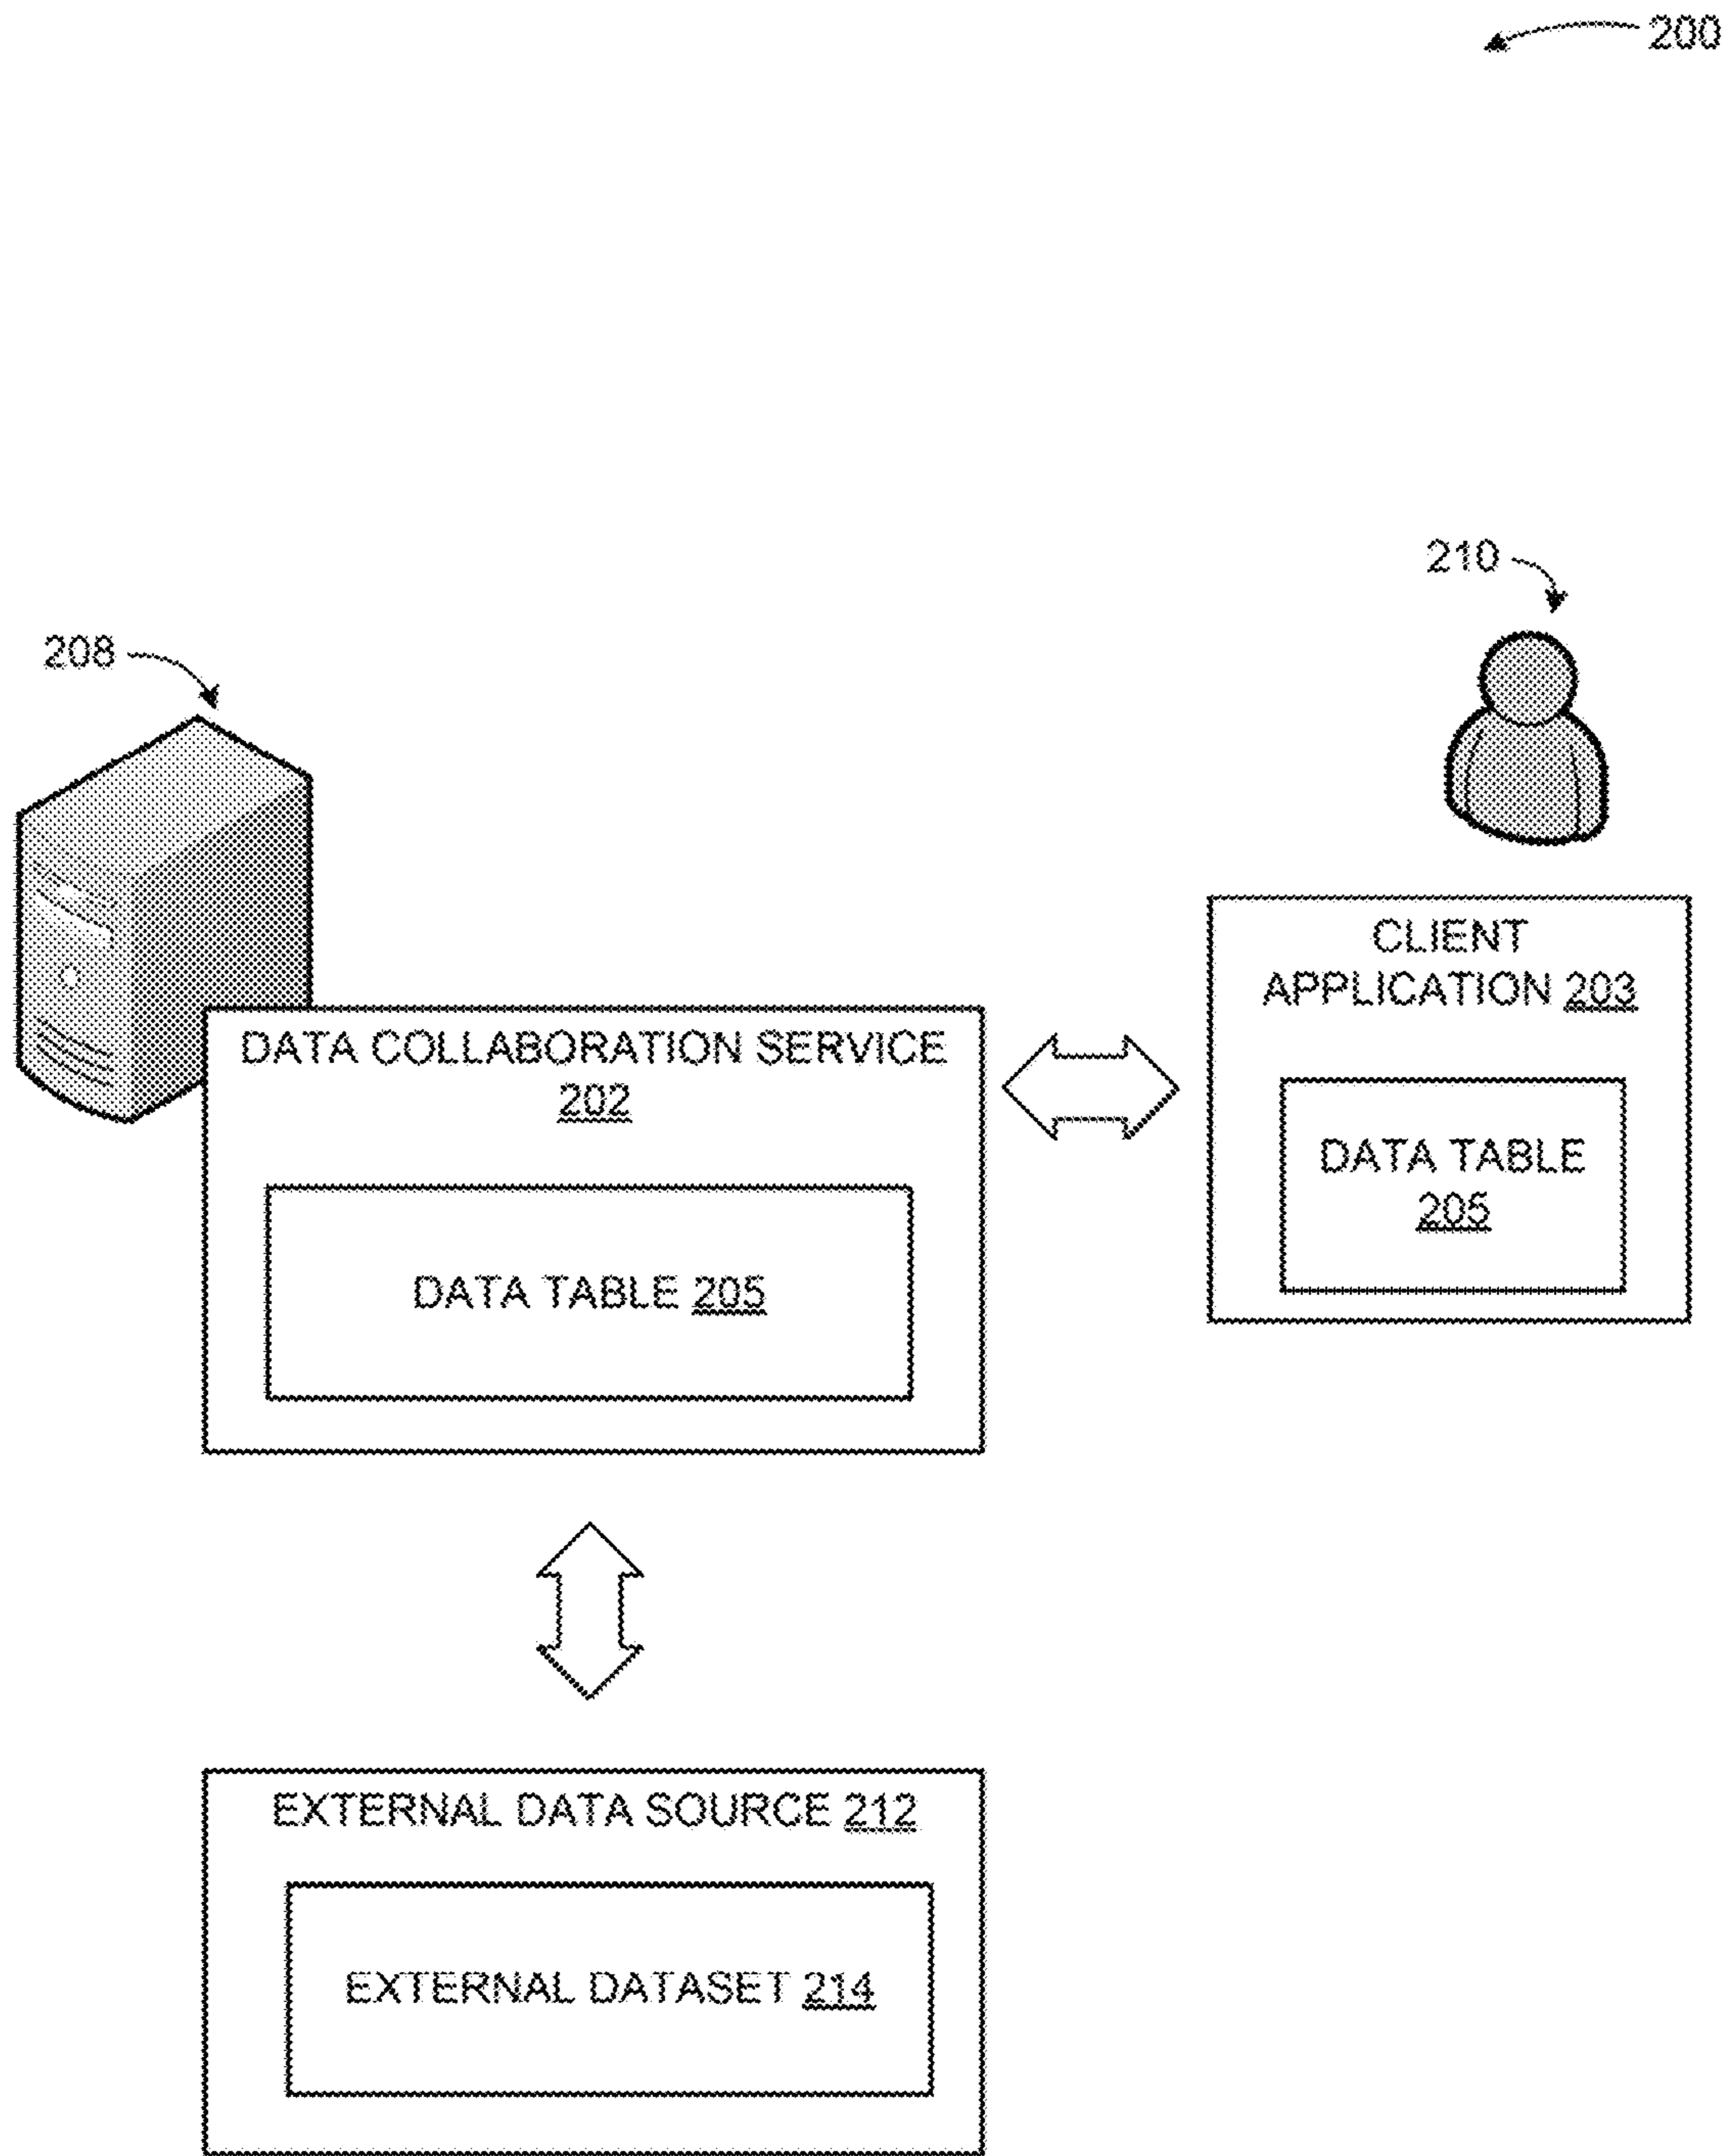 200
210
208
CLIENT
APPLICATION 203
DATA COLLABORATION SERVICE
202
DATA TABLE
205
DATA TABLE 205
EXTERNAL DATA SOURCE 212
EXTERNAL DATASET 214